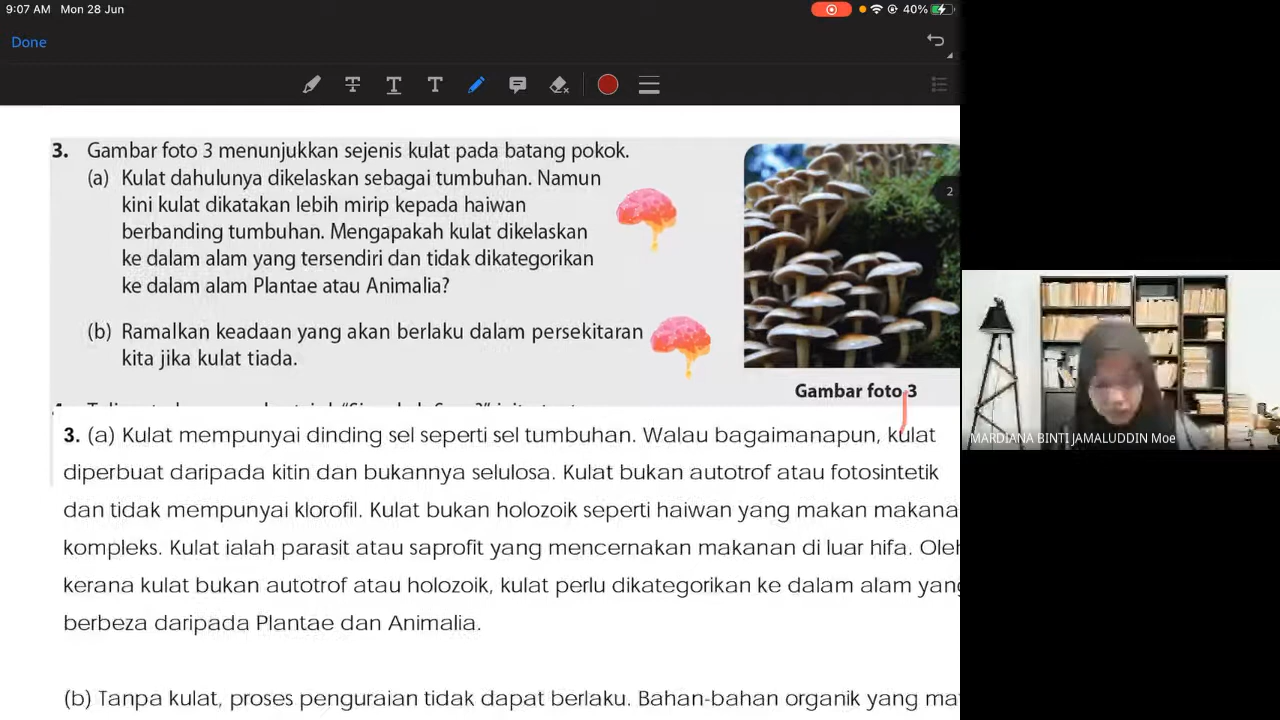 9:07 AM Mon 28 Jun
40%
Done
2
3. Gambar foto 3 menunjukkan sejenis kulat pada batang pokok.
(a) Kulat dahulunya dikelaskan sebagai tumbuhan. Namun
kini kulat dikatakan lebih mirip kepada haiwan
berbanding tumbuhan. Mengapakah kulat dikelaskan
ke dalam alam yang tersendiri dan tidak dikategorikan
ke dalam alam Plantae atau Animalia?
(b) Ramalkan keadaan yang akan berlaku dalam persekitaran
kita jika kulat tiada.
Gambar foto 3
3. (a) Kulat mempunyai dinding sel seperti sel tumbuhan. Walau bagaimanapun, kulat
diperbuat daripada kitin dan bukannya selulosa. Kulat bukan autotrof atau fotosintetik
dan tidak mempunyai klorofil. Kulat bukan holozoik seperti haiwan yang makan makana
kompleks. Kulat ialah parasit atau saprofit yang mencernakan makanan di luar hifa. Oleh
kerana kulat bukan autotrof atau holozoik, kulat perlu dikategorikan ke dalam alam yang
berbeza daripada Plantae dan Animalia.
(b) Tanpa kulat, proses penguraian tidak dapat berlaku. Bahan-bahan organik yang ma
MARDIANA BINTI JAMALUDDIN Moe